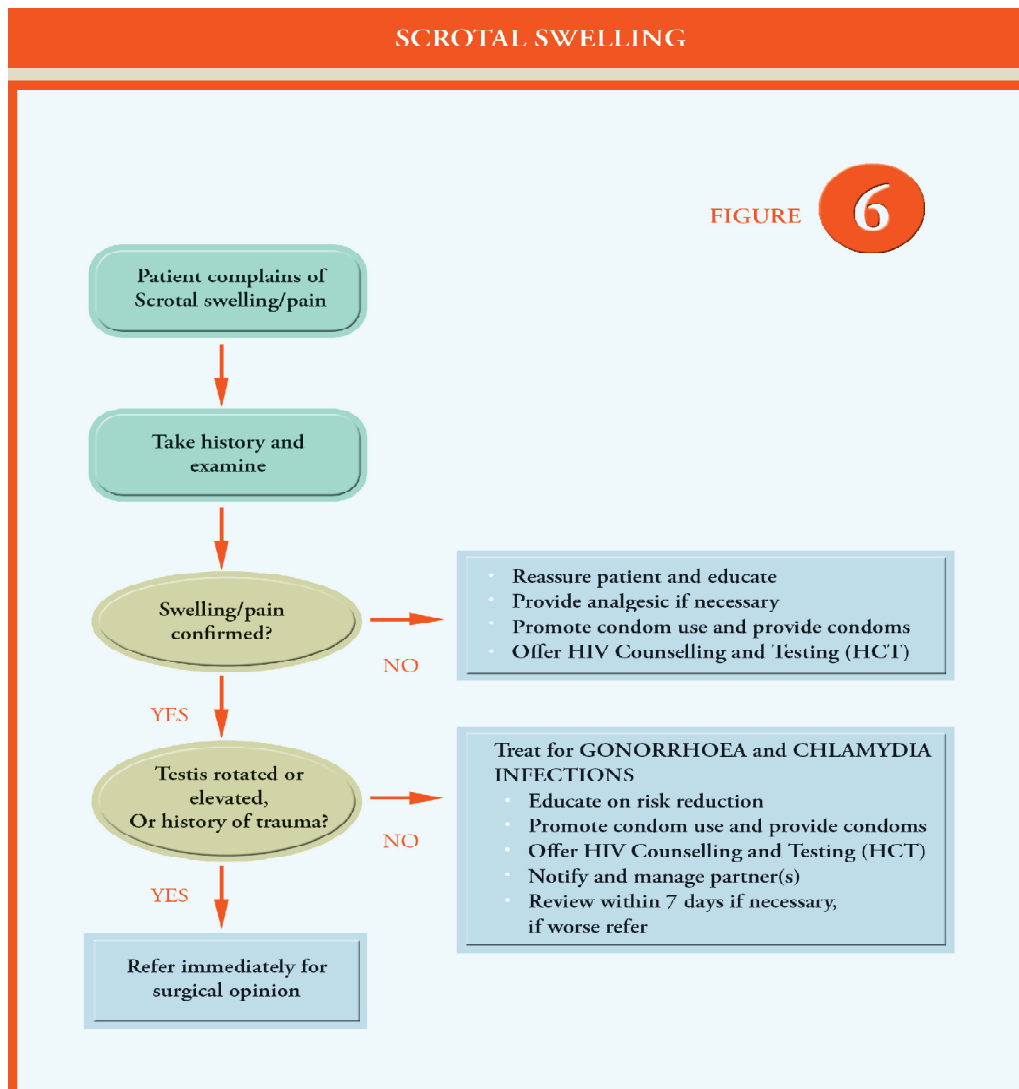 SCROTAL SWELLING
FIGURE 6
Patient complains of
Scrotal swelling/pain
Take history and
examine
Swelling/pain
confirmed?
NO
• Reassure patient and educate
• Provide analgesic if necessary
• Promote condom use and provide condoms
• Offer HIV Counselling and Testing (HCT)
YES
Testis rotated or
elevated,
Or history of trauma?
NO
Treat for GONORRHOEA and CHLAMYDIA
INFECTIONS
• Educate on risk reduction
• Promote condom use and provide condoms
• Offer HIV Counselling and Testing (HCT)
• Notify and manage partner(s)
• Review within 7 days if necessary,
if worse refer
YES
Refer immediately for
surgical opinion